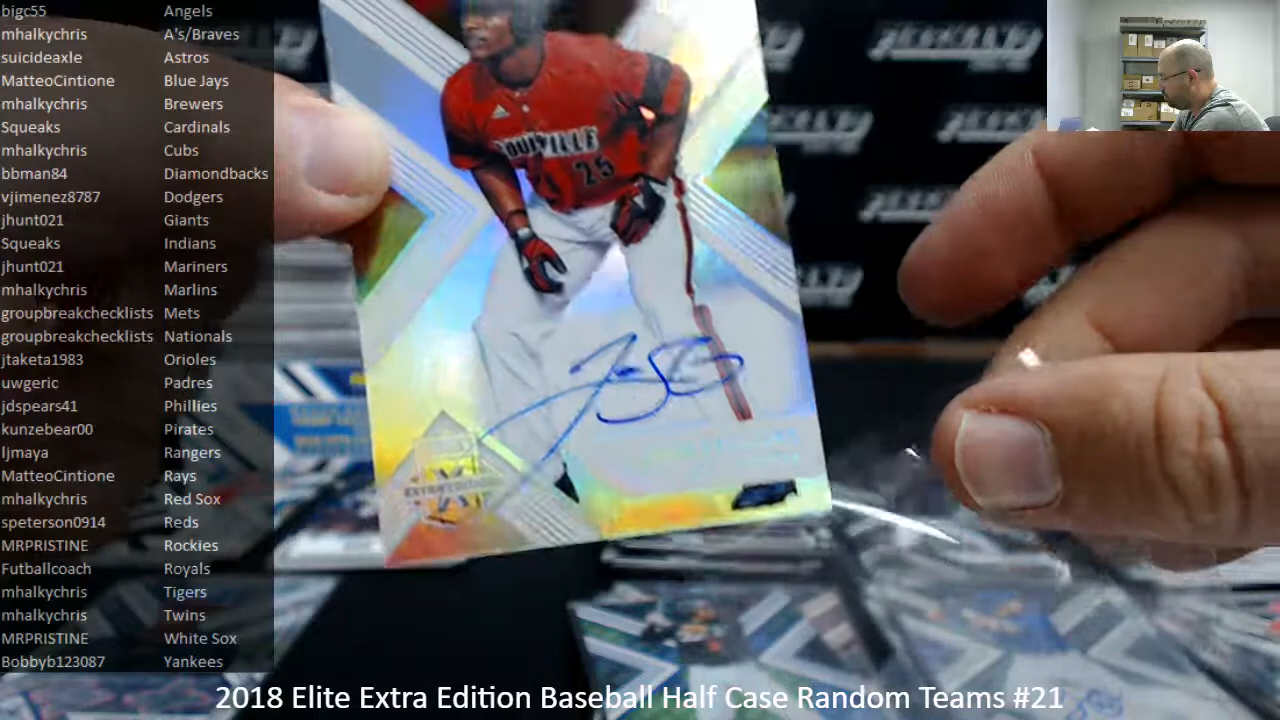 bigc55 Angels
mhalkychris A's/Braves
suicideaxle Astros
MatteoCintione Blue Jays
mhalkychris Brewers
Squeaks Cardinals
mhalkychris Cubs
bbman84 Diamondbacks
vjimenez8787 Dodgers
jhunt021 Giants
Squeaks Indians
jhunt021 Mariners
mhalkychris Marlins
groupbreakchecklists Mets
groupbreakchecklists Nationals
jtaketa1983 Orioles
uwgeric Padres
jdspears41 Phillies
kunzebear00 Pirates
ljmaya Rangers
MatteoCintione Rays
mhalkychris Red Sox
speterson0914 Reds
MRPRISTINE Rockies
Futballcoach Royals
mhalkychris Tigers
mhalkychris Twins
MRPRISTINE White Sox
Bobbyb123087 Yankees
LOUISVILLE
25
EXTRA EDITION
2018 Elite Extra Edition Baseball Half Case Random Teams #21